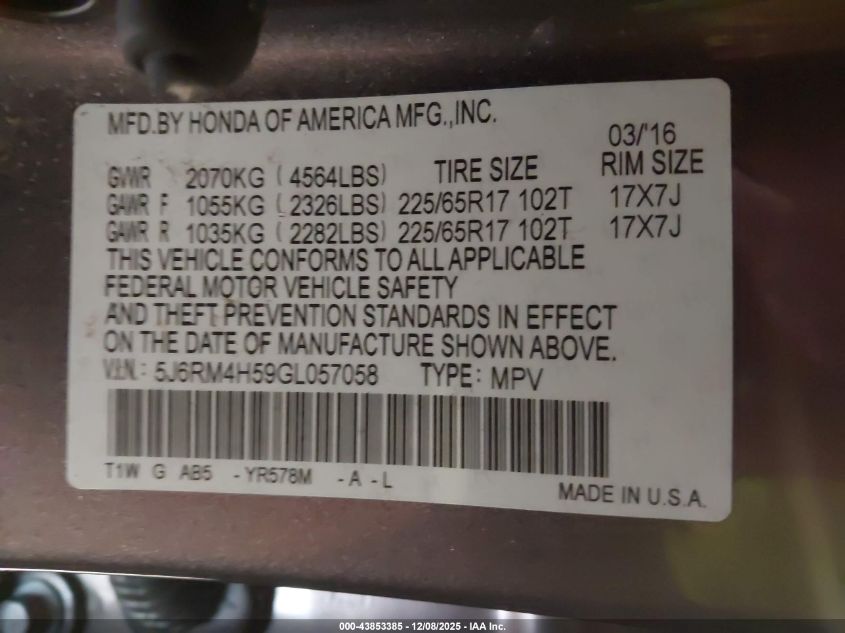 MFD.BY HONDA OF AMERICA MFG.,INC.
03/'16
TIRE SIZE RIM SIZE
GVWR 2070KG (4564LBS)
GAWR F 1055KG (2326LBS) 225/65R17 102T 17X7J
GAWR R 1035KG (2282LBS) 225/65R17 102T 17X7J
THIS VEHICLE CONFORMS TO ALL APPLICABLE
FEDERAL MOTOR VEHICLE SAFETY
AND THEFT PREVENTION STANDARDS IN EFFECT
ON THE DATE OF MANUFACTURE SHOWN ABOVE.
V.I.N.: 5J6RM4H59GL057058 TYPE: MPV
T1W G AB5 -YR578M -A -L
MADE IN U.S.A.
000-43853385 - 12/08/2025 - IAA Inc.